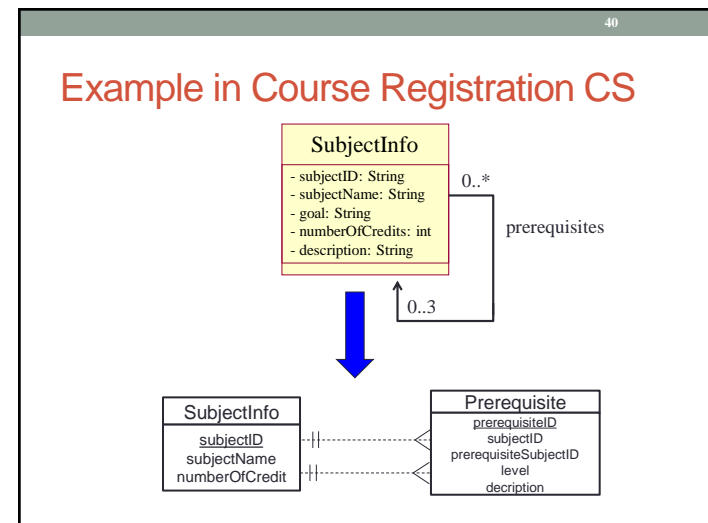 40
Example in Course Registration CS
SubjectInfo
- subjectID: String
- subjectName: String
- goal: String
- numberOfCredits: int
- description: String
0..*
prerequisites
0..3
SubjectInfo
subjectID
subjectName
numberOfCredit
Prerequisite
prerequisiteID
subjectID
prerequisiteSubjectID
level
decription